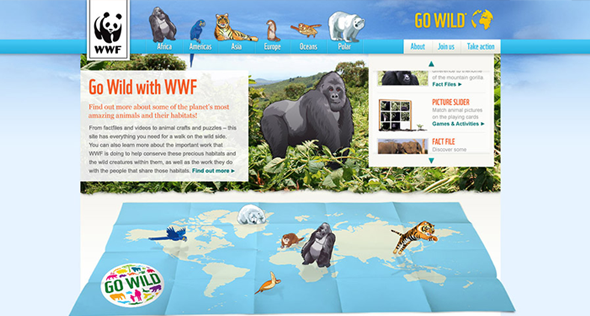 WWF
Africa
Americas
Asia
Europe
Oceans
Polar
GO WILD
About
Join us
Take action
Go Wild with WWF
Find out more about some of the planet's most
amazing animals and their habitats!
From factfiles and videos to animal crafts and puzzles – this
site has everything you need for a walk on the wild side.
You can also learn more about the important work that
WWF is doing to help conserve these precious habitats and
the wild creatures within them, as well as the work they do
with the people that share those habitats. Find out more
of the mountain gorilla
Fact Files
PICTURE SLIDER
Match animal pictures
on the playing cards
Games & Activities
FACT FILE
Discover some
GO WILD